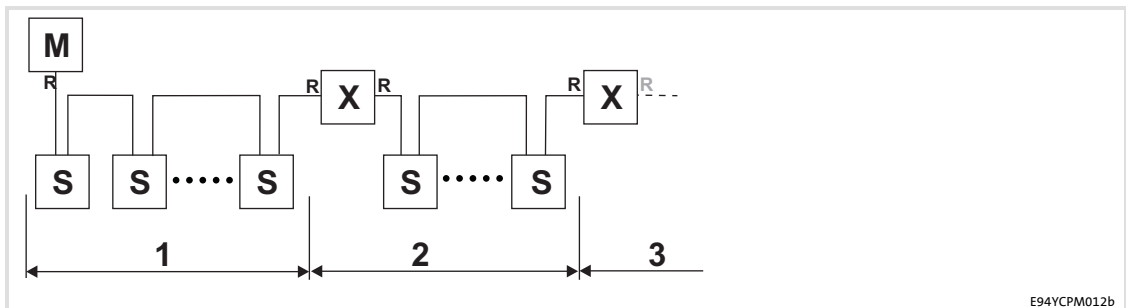 M
R
R X R R X R
S S S S S
1 2 3
E94YCPM012b